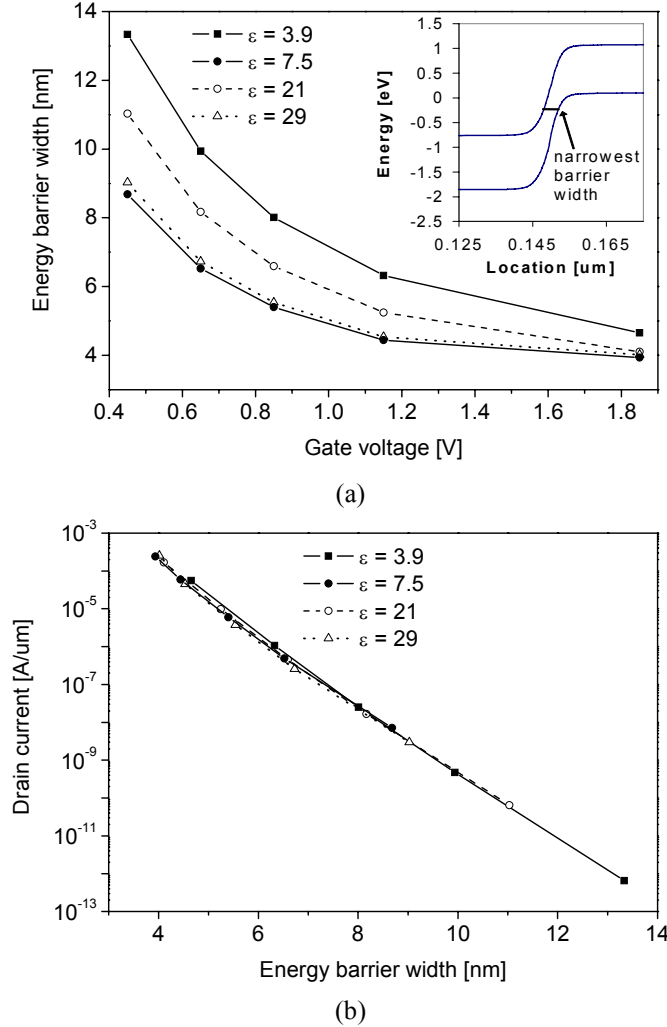 14
12
10
8
6
4
0.4 0.6 0.8 1.0 1.2 1.4 1.6 1.8
Energy barrier width [nm]
Gate voltage [V]
ε = 3.9
ε = 7.5
ε = 21
ε = 29
1.5
1
0.5
0
-0.5
-1
-1.5
-2
-2.5
Energy [eV]
narrowest
barrier
width
0.125 0.145 0.165
Location [um]
(a)
10-3
10-5
10-7
10-9
10-11
10-13
Drain current [A/um]
ε = 3.9
ε = 7.5
ε = 21
ε = 29
4 6 8 10 12 14
Energy barrier width [nm]
(b)